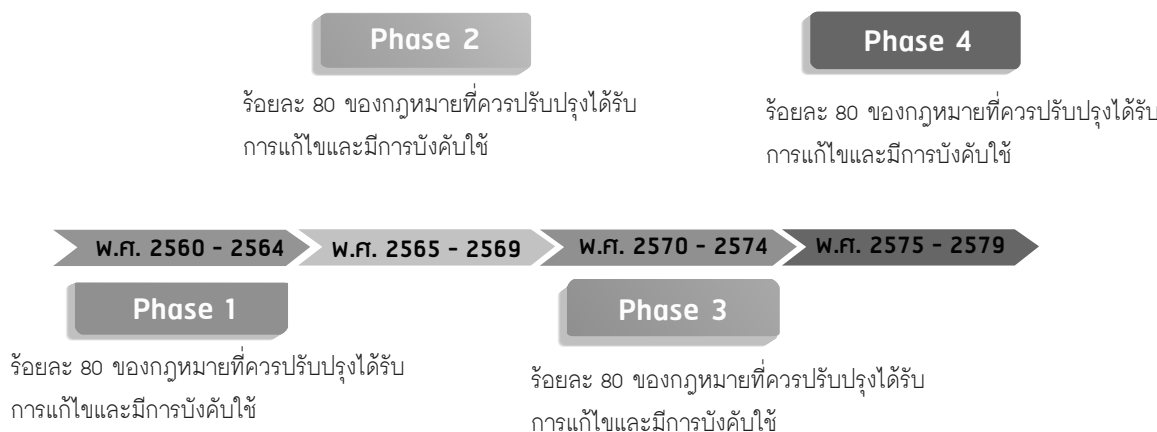 Phase 2
ร้อยละ 80 ของกฎหมายที่ควรปรับปรุงได้รับ
การแก้ไขและมีการบังคับใช้
Phase 4
ร้อยละ 80 ของกฎหมายที่ควรปรับปรุงได้รับ
การแก้ไขและมีการบังคับใช้
พ.ศ. 2560 - 2564
พ.ศ. 2565 - 2569
พ.ศ. 2570 - 2574
พ.ศ. 2575 - 2579
Phase 1
ร้อยละ 80 ของกฎหมายที่ควรปรับปรุงได้รับ
การแก้ไขและมีการบังคับใช้
Phase 3
ร้อยละ 80 ของกฎหมายที่ควรปรับปรุงได้รับ
การแก้ไขและมีการบังคับใช้